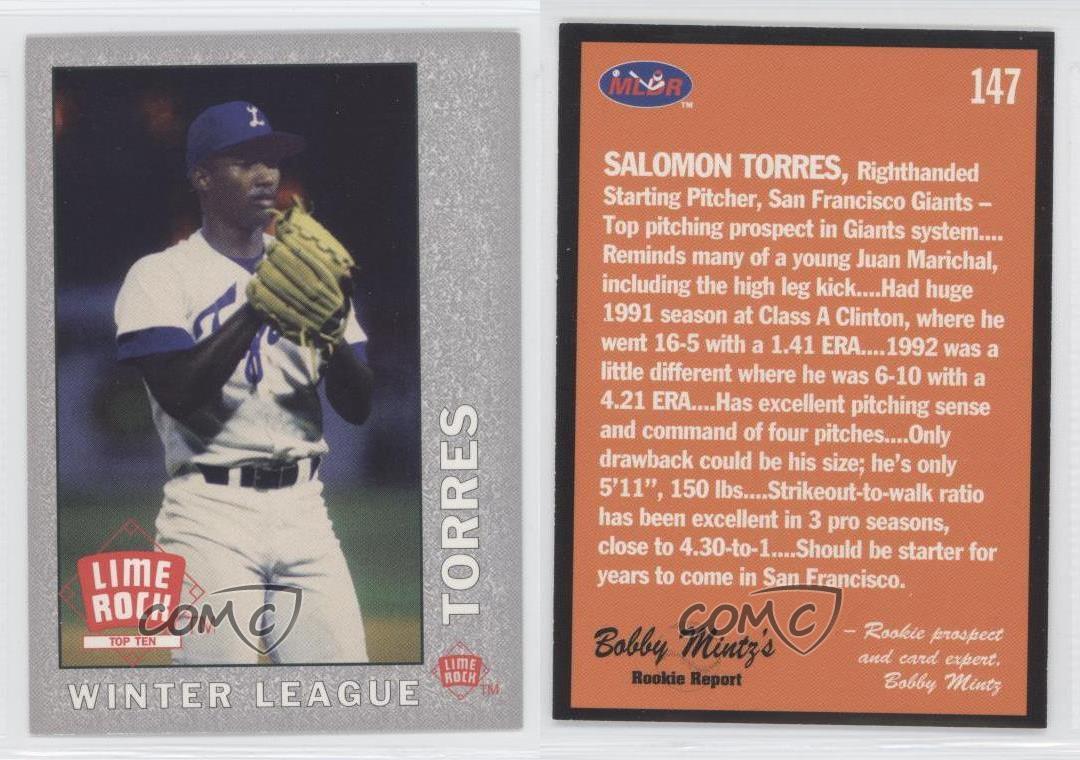 L
Tigres
TORRES
LIME
ROCK
TM
TOP TEN
COMC
LIME
ROCK
TM
WINTER LEAGUE
MLDR
TM
147
SALOMON TORRES, Righthanded
Starting Pitcher, San Francisco Giants –
Top pitching prospect in Giants system....
Reminds many of a young Juan Marichal,
including the high leg kick....Had huge
1991 season at Class A Clinton, where he
went 16-5 with a 1.41 ERA....1992 was a
little different where he was 6-10 with a
4.21 ERA....Has excellent pitching sense
and command of four pitches....Only
drawback could be his size; he's only
5'11", 150 lbs....Strikeout-to-walk ratio
has been excellent in 3 pro seasons,
close to 4.30-to-1....Should be starter for
years to come in San Francisco.
COMC
Bobby Mintz's
Rookie Report
– Rookie prospect
and card expert,
Bobby Mintz